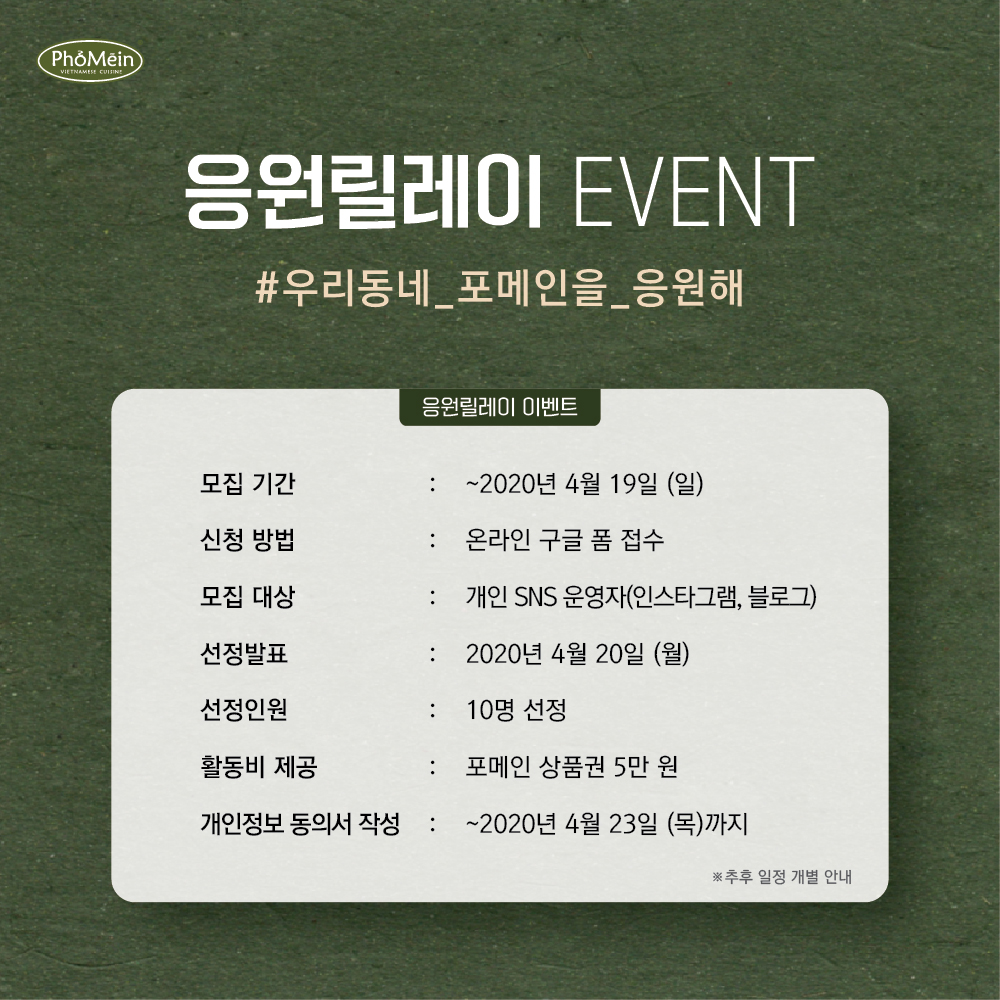 PhởMein
VIETNAMESE CUISINE
응원릴레이 EVENT
#우리동네_포메인을_응원해
응원릴레이 이벤트
모집 기간 : ~2020년 4월 19일 (일)
신청 방법 : 온라인 구글 폼 접수
모집 대상 : 개인 SNS 운영자(인스타그램, 블로그)
선정발표 : 2020년 4월 20일 (월)
선정인원 : 10명 선정
활동비 제공 : 포메인 상품권 5만 원
개인정보 동의서 작성 : ~2020년 4월 23일 (목)까지
※추후 일정 개별 안내